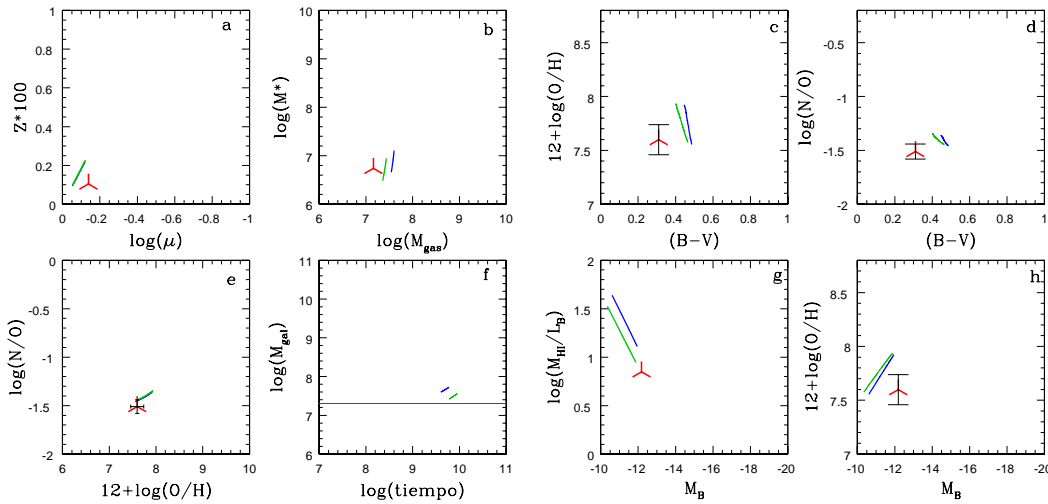 a
1
0.8
0.6
0.4
0.2
0
Z*100
0 -0.2 -0.4 -0.6 -0.8 -1
log(μ)
b
10
9
8
7
6
log(M*)
6 7 8 9 10
log(M_gas)
c
8.5
8
7.5
7
12+log(O/H)
0 0.2 0.4 0.6 0.8 1
(B-V)
d
-0.5
-1
-1.5
-2
log(N/O)
0 0.2 0.4 0.6 0.8 1
(B-V)
e
0
-0.5
-1
-1.5
-2
log(N/O)
6 7 8 9 10
12+log(O/H)
f
11
10
9
8
7
6
log(M_gal)
6 7 8 9 10 11
log(tiempo)
g
2
1.5
1
0.5
0
log(M_HI/L_B)
-10 -12 -14 -16 -18 -20
M_B
h
8.5
8
7.5
7
12+log(O/H)
-10 -12 -14 -16 -18 -20
M_B